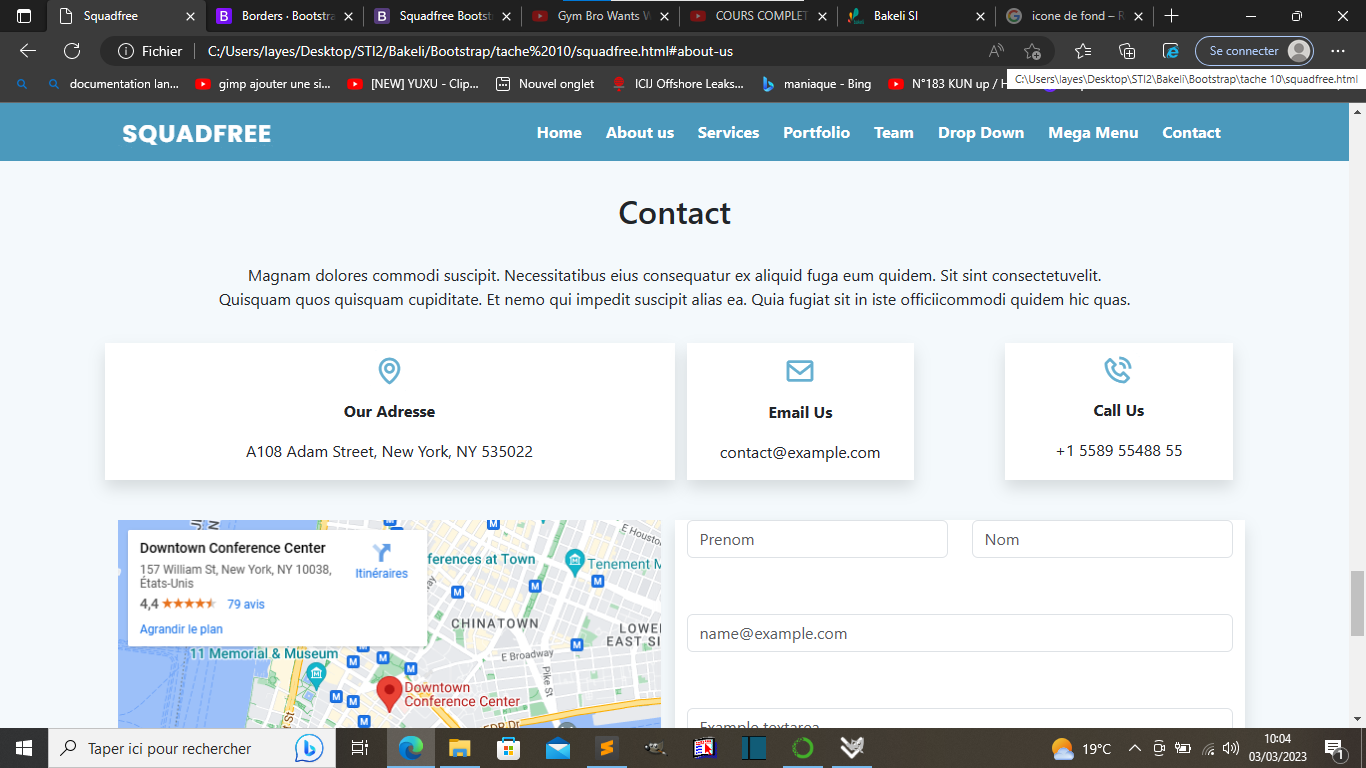 Squadfree
Borders · Bootstra
Squadfree Bootst
Gym Bro Wants W
COURS COMPLET
Bakeli SI
icone de fond – R
Fichier
C:/Users/layes/Desktop/STI2/Bakeli/Bootstrap/tache%2010/squadfree.html#about-us
Se connecter
documentation lan...
gimp ajouter une si...
[NEW] YUXU - Clip...
Nouvel onglet
ICIJ Offshore Leaks...
maniaque - Bing
N°183 KUN up / H
C:\Users\layes\Desktop\STI2\Bakeli\Bootstrap\tache 10\squadfree.html
SQUADFREE
Home
About us
Services
Portfolio
Team
Drop Down
Mega Menu
Contact
Contact
Magnam dolores commodi suscipit. Necessitatibus eius consequatur ex aliquid fuga eum quidem. Sit sint consectetuvelit.
Quisquam quos quisquam cupiditate. Et nemo qui impedit suscipit alias ea. Quia fugiat sit in iste officiicommodi quidem hic quas.
Our Adresse
A108 Adam Street, New York, NY 535022
Email Us
contact@example.com
Call Us
+1 5589 55488 55
Downtown Conference Center
157 William St, New York, NY 10038,
États-Unis
4,4
79 avis
Agrandir le plan
Itinéraires
ferences at Town
E Houston
Tenement M
CHINATOWN
LOWE
EAST SI
E Broadway
Pike St
11 Memorial & Museum
Downtown
Conference Center
FDR Dr
Prenom
Nom
name@example.com
Example textarea
Taper ici pour rechercher
19°C
10:04
03/03/2023
1